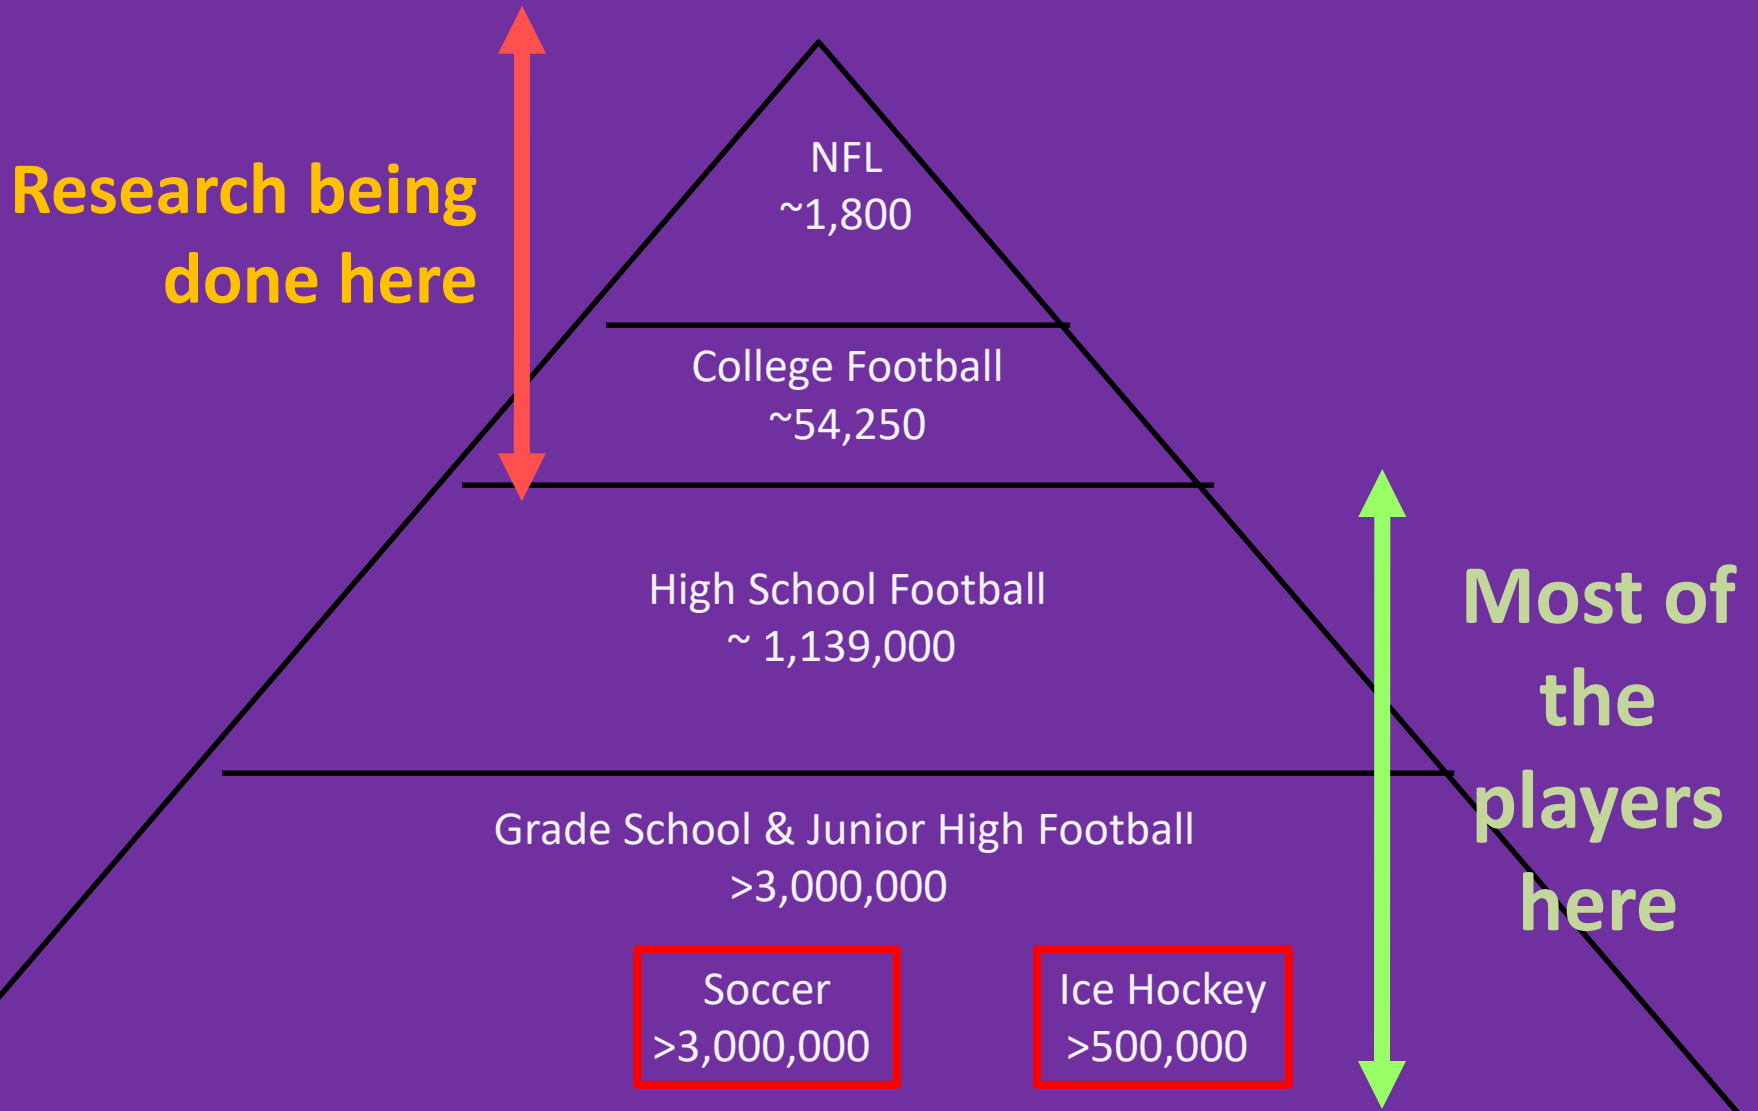 Research being
done here
NFL
~1,800
College Football
~54,250
High School Football
~ 1,139,000
Most of
the
players
here
Grade School & Junior High Football
>3,000,000
Soccer
>3,000,000
Ice Hockey
>500,000